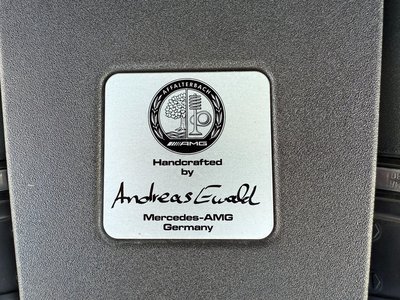 AFFALTERBACH
AMG
Handcrafted
by
Andreas Ewald
Mercedes-AMG
Germany